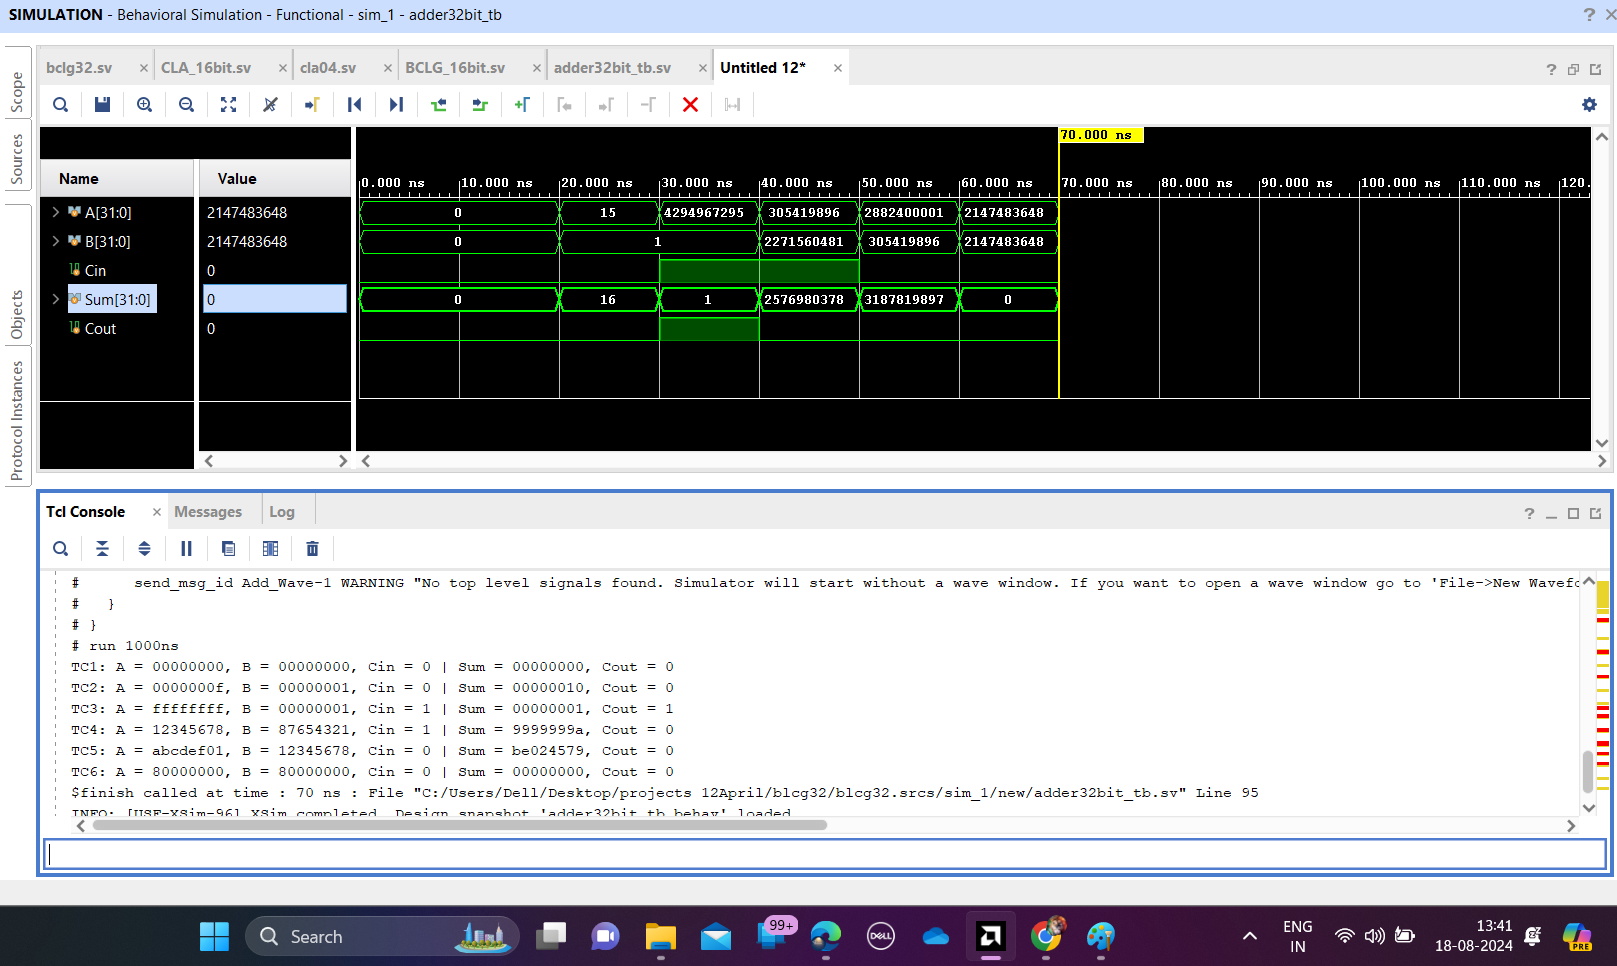 SIMULATION - Behavioral Simulation - Functional - sim_1 - adder32bit_tb
? ×
Scope
Sources
Objects
Protocol Instances
bclg32.sv × CLA_16bit.sv × cla04.sv × BCLG_16bit.sv × adder32bit_tb.sv × Untitled 12* ×
?
70.000 ns
Name Value
0.000 ns 10.000 ns 20.000 ns 30.000 ns 40.000 ns 50.000 ns 60.000 ns 70.000 ns 80.000 ns 90.000 ns 100.000 ns 110.000 ns 120.
A[31:0] 2147483648 0 15 4294967295 305419896 2882400001 2147483648
B[31:0] 2147483648 0 1 2271560481 305419896 2147483648
Cin 0
Sum[31:0] 0 0 16 1 2576980378 3187819897 0
Cout 0
Tcl Console × Messages Log
?
# send_msg_id Add_Wave-1 WARNING "No top level signals found. Simulator will start without a wave window. If you want to open a wave window go to 'File->New Wavefo
# }
# }
# run 1000ns
TC1: A = 00000000, B = 00000000, Cin = 0 | Sum = 00000000, Cout = 0
TC2: A = 0000000f, B = 00000001, Cin = 0 | Sum = 00000010, Cout = 0
TC3: A = ffffffff, B = 00000001, Cin = 1 | Sum = 00000001, Cout = 1
TC4: A = 12345678, B = 87654321, Cin = 1 | Sum = 9999999a, Cout = 0
TC5: A = abcdef01, B = 12345678, Cin = 0 | Sum = be024579, Cout = 0
TC6: A = 80000000, B = 80000000, Cin = 0 | Sum = 00000000, Cout = 0
$finish called at time : 70 ns : File "C:/Users/Dell/Desktop/projects 12April/blcg32/blcg32.srcs/sim_1/new/adder32bit_tb.sv" Line 95
INFO: [USF-XSim-96] XSim completed. Design snapshot 'adder32bit_tb_behav' loaded.
Search
99+
DELL
ENG
IN
13:41
18-08-2024
PRE